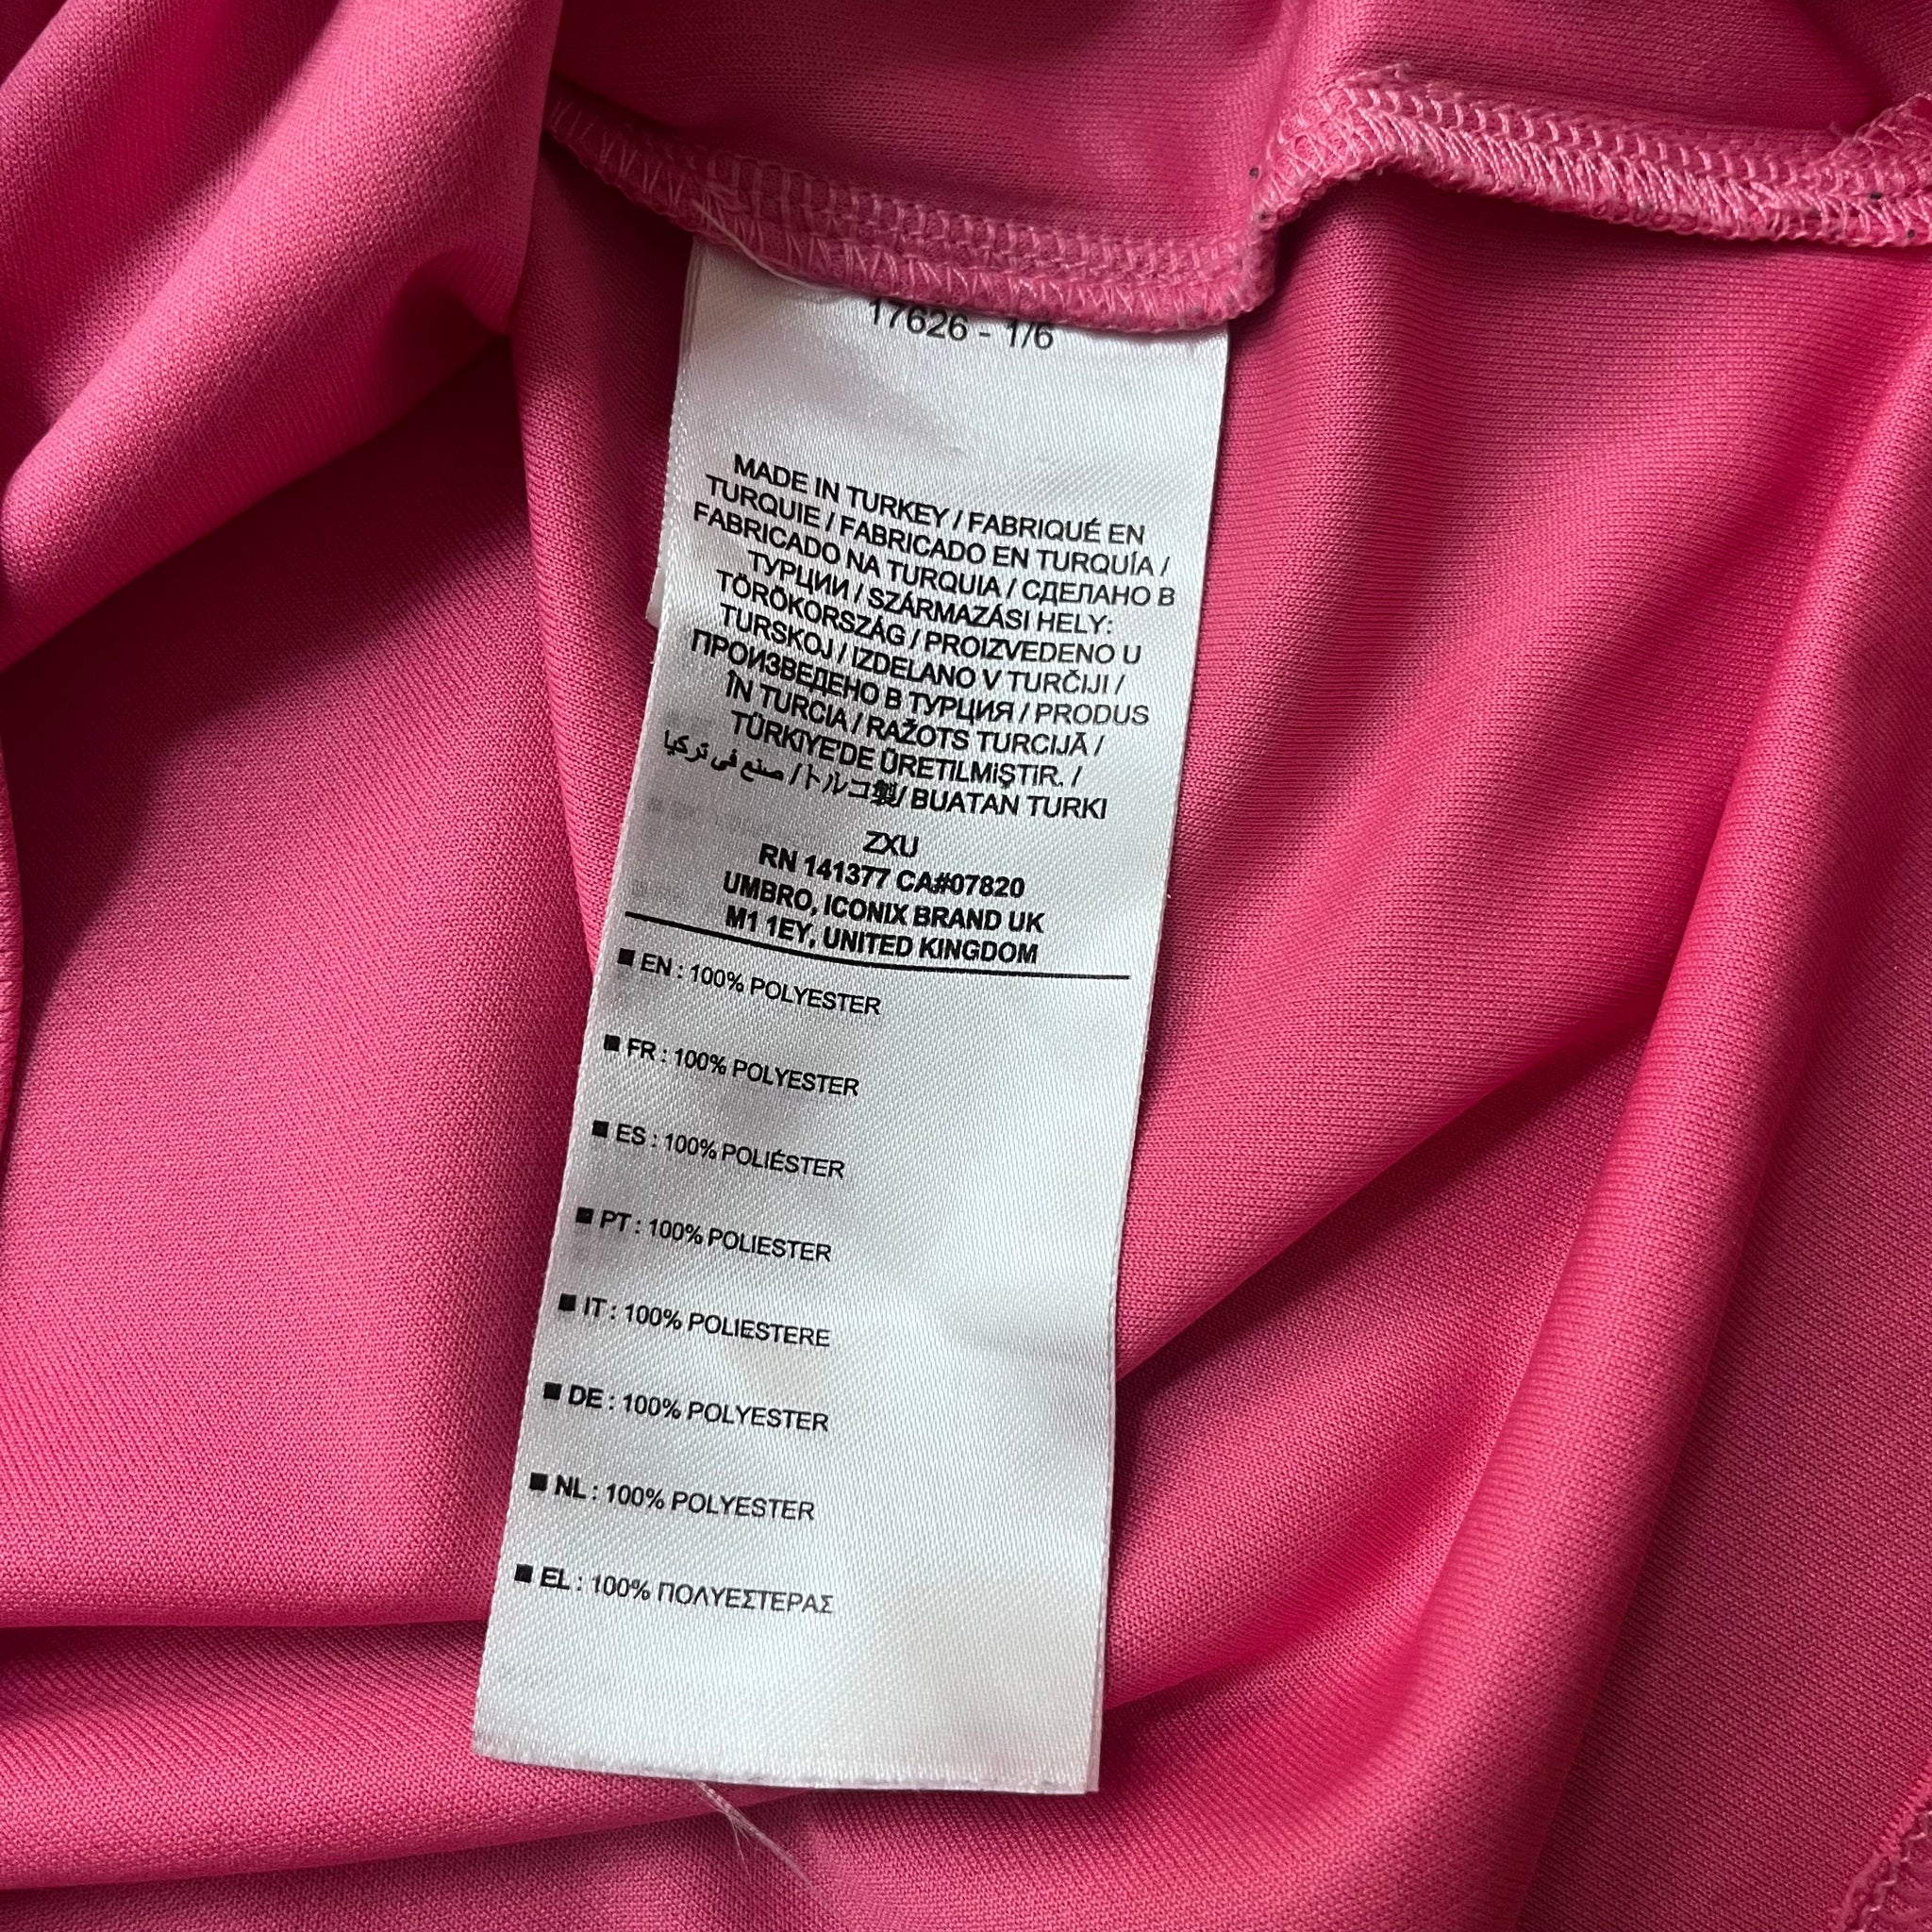 17626 - 1/6
MADE IN TURKEY / FABRIQUÉ EN
TURQUIE / FABRICADO EN TURQUÍA /
FABRICADO NA TURQUIA / СДЕЛАНО В
ТУРЦИИ / SZÁRMAZÁSI HELY:
TÖRÖKORSZÁG / PROIZVEDENO U
TURSKOJ / IZDELANO V TURČIJI /
ПРОИЗВЕДЕНО В ТУРЦИЯ / PRODUS
ÎN TURCIA / RAŽOTS TURCIJĀ /
TÜRKİYE'DE ÜRETILMİŞTİR. /
صنع في تركيا / トルコ製/ BUATAN TURKI
ZXU
RN 141377 CA#07820
UMBRO, ICONIX BRAND UK
M1 1EY, UNITED KINGDOM
■ EN : 100% POLYESTER
■ FR : 100% POLYESTER
■ ES : 100% POLIÉSTER
■ PT : 100% POLIESTER
■ IT : 100% POLIESTERE
■ DE : 100% POLYESTER
■ NL : 100% POLYESTER
■ EL : 100% ΠΟΛΥΕΣΤΕΡΑΣ